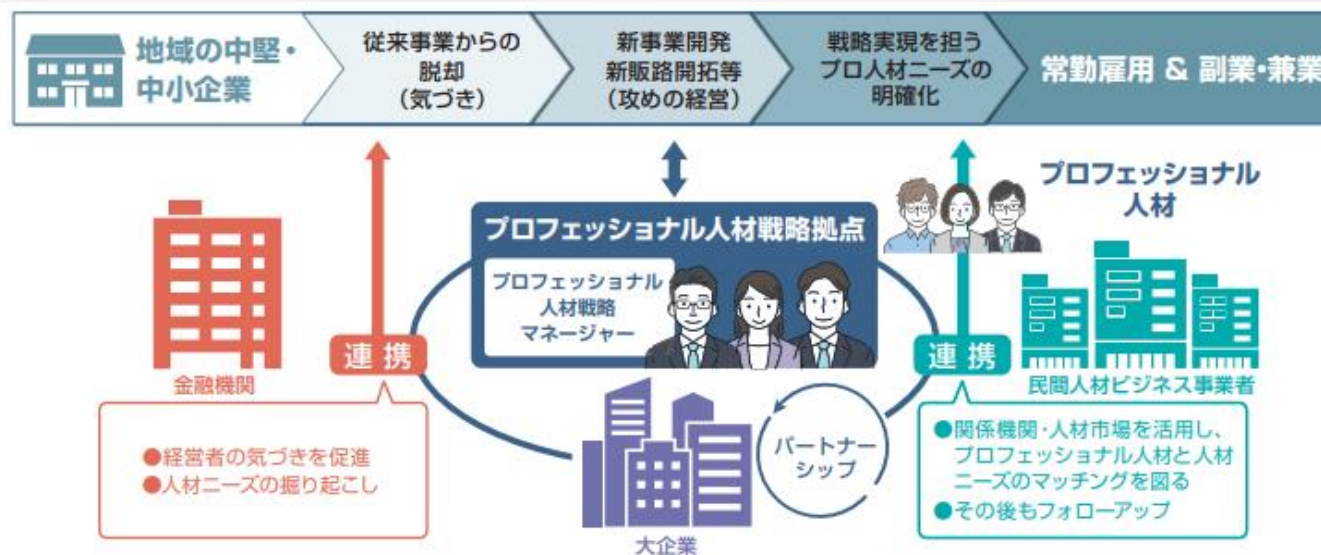 地域の中堅・
中小企業
従来事業からの
脱却
（気づき）
新事業開発
新販路開拓等
（攻めの経営）
戦略実現を担う
プロ人材ニーズの
明確化
常勤雇用 & 副業・兼業
プロフェッショナル
人材
プロフェッショナル人材戦略拠点
プロフェッショナル
人材戦略
マネージャー
連携
連携
金融機関
民間人材ビジネス事業者
●経営者の気づきを促進
●人材ニーズの掘り起こし
パートナー
シップ
大企業
●関係機関・人材市場を活用し、
プロフェッショナル人材と人材
ニーズのマッチングを図る
●その後もフォローアップ